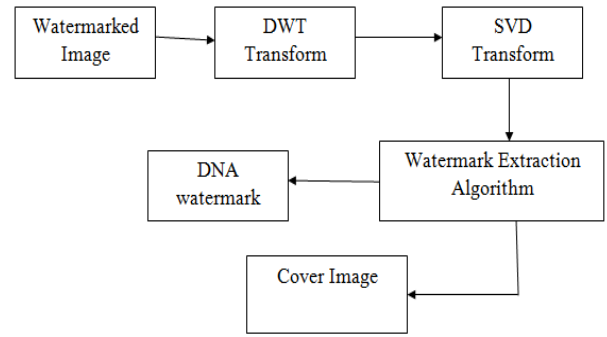 Watermarked
Image
DWT
Transform
SVD
Transform
Watermark Extraction
Algorithm
DNA
watermark
Cover Image